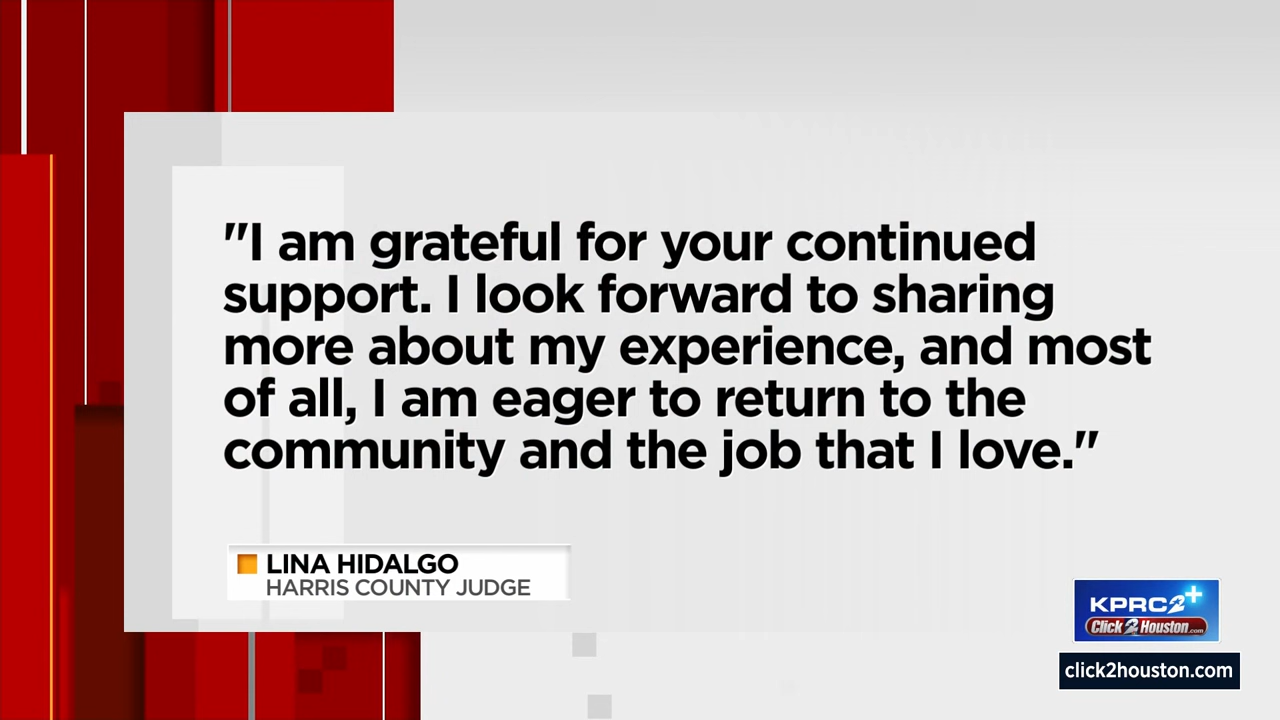 "I am grateful for your continued
support. I look forward to sharing
more about my experience, and most
of all, I am eager to return to the
community and the job that I love."
LINA HIDALGO
HARRIS COUNTY JUDGE
KPRC2+
Click2Houston.com
click2houston.com